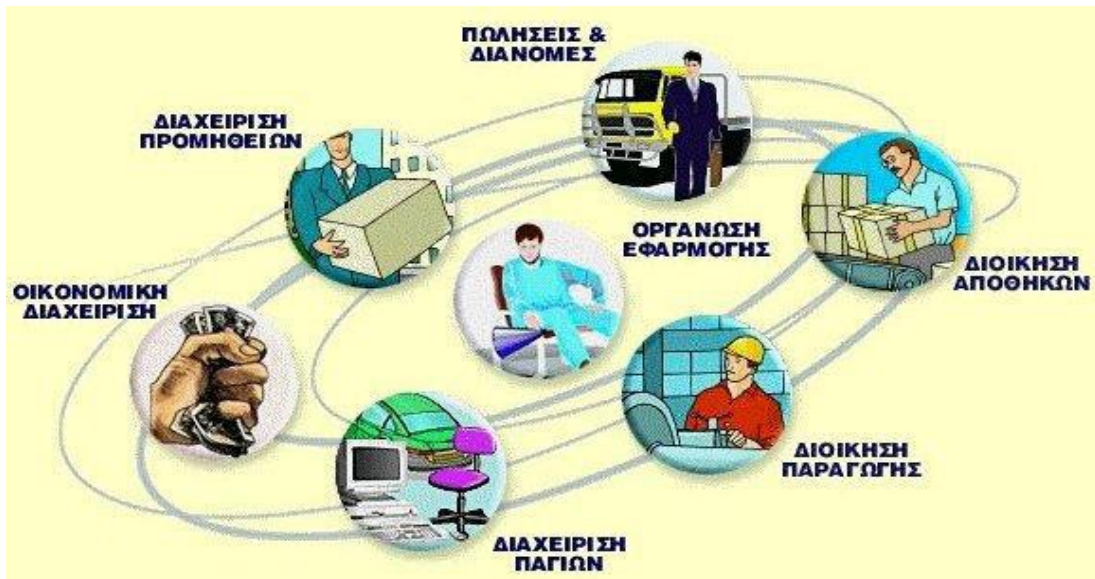 ΠΩΛΗΣΕΙΣ &
ΔΙΑΝΟΜΕΣ
ΔΙΑΧΕΙΡΙΣΗ
ΠΡΟΜΗΘΕΙΩΝ
ΟΡΓΑΝΩΣΗ
ΕΦΑΡΜΟΓΗΣ
ΔΙΟΙΚΗΣΗ
ΑΠΟΘΗΚΩΝ
ΟΙΚΟΝΟΜΙΚΗ
ΔΙΑΧΕΙΡΙΣΗ
ΔΙΟΙΚΗΣΗ
ΠΑΡΑΓΩΓΗΣ
ΔΙΑΧΕΙΡΙΣΗ
ΠΑΓΙΩΝ